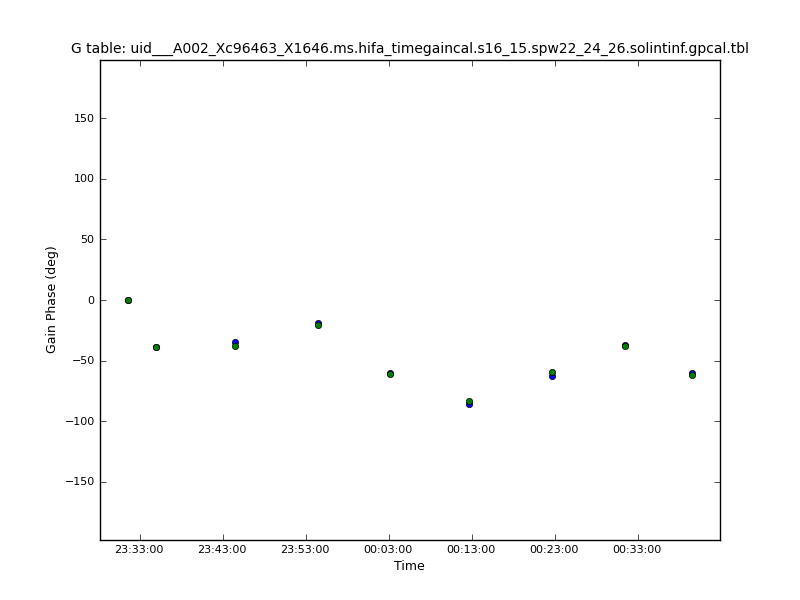 G table: uid___A002_Xc96463_X1646.ms.hifa_timegaincal.s16_15.spw22_24_26.solintinf.gpcal.tbl
150
100
50
0
−50
−100
−150
Gain Phase (deg)
23:33:00 23:43:00 23:53:00 00:03:00 00:13:00 00:23:00 00:33:00
Time